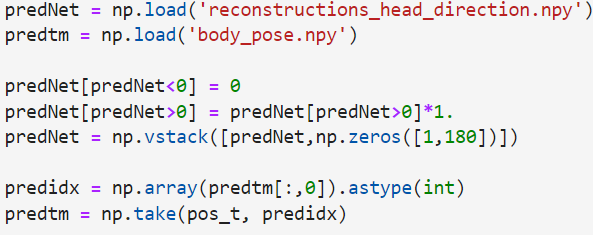 predNet = np.load('reconstructions_head_direction.npy')
predtm = np.load('body_pose.npy')
predNet[predNet<0] = 0
predNet[predNet>0] = predNet[predNet>0]*1.
predNet = np.vstack([predNet,np.zeros([1,180])])
predidx = np.array(predtm[:,0]).astype(int)
predtm = np.take(pos_t, predidx)